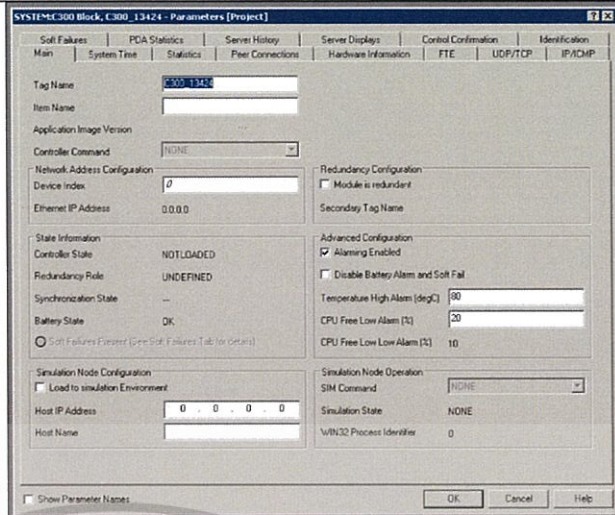 SYSTEM:C300 Block, C300_13424 - Parameters [Project]
Soft Failures PDA Statistics Server History Server Displays Control Confirmation Identification
Main System Time Statistics Peer Connections Hardware Information FTE UDP/TCP IP/ICMP
Tag Name C300_13424
Item Name
Application Image Version ---
Controller Command NONE
Network Address Configuration
Device Index 0
Ethernet IP Address 0.0.0.0
Redundancy Configuration
Module is redundant
Secondary Tag Name
State Information
Controller State NOTLOADED
Redundancy Role UNDEFINED
Synchronization State ---
Battery State OK
Soft Failures Present (See Soft Failures Tab for details)
Advanced Configuration
Alarming Enabled
Disable Battery Alarm and Soft Fail
Temperature High Alarm (degC) 80
CPU Free Low Alarm (%) 20
CPU Free Low Low Alarm (%) 10
Simulation Node Configuration
Load to simulation Environment
Host IP Address 0 . 0 . 0 . 0
Host Name
Simulation Node Operation
SIM Command NONE
Simulation State NONE
WIN32 Process Identifier 0
Show Parameter Names
OK Cancel Help